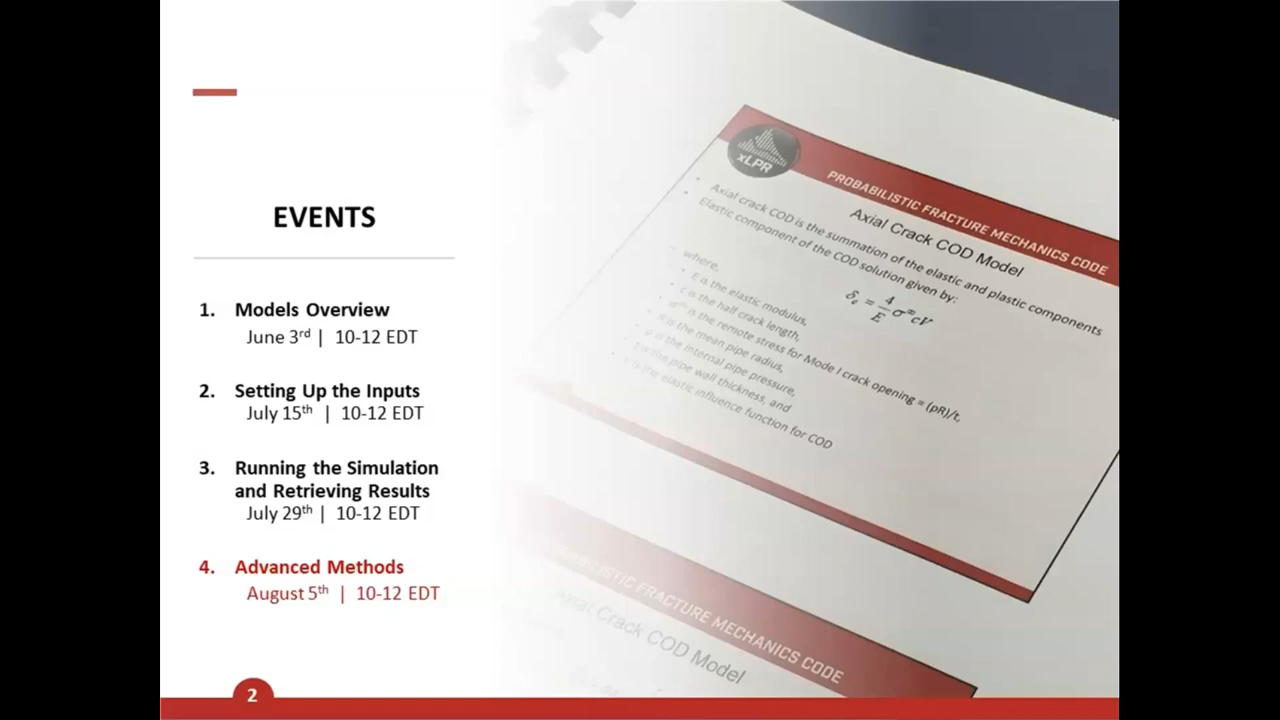 EVENTS
1. Models Overview
June 3rd | 10-12 EDT
2. Setting Up the Inputs
July 15th | 10-12 EDT
3. Running the Simulation
and Retrieving Results
July 29th | 10-12 EDT
4. Advanced Methods
August 5th | 10-12 EDT
2
xLPR
PROBABILISTIC FRACTURE MECHANICS CODE
Axial Crack COD Model
• Axial crack COD is the summation of the elastic and plastic components
• Elastic component of the COD solution given by:
δe = 4/E σ∞cV
– where,
• E is the elastic modulus,
• c is the half crack length,
• σ∞ is the remote stress for Mode I crack opening = (pR)/t,
• R is the mean pipe radius,
• p is the internal pipe pressure,
• t is the pipe wall thickness, and
• V is the elastic influence function for COD
PROBABILISTIC FRACTURE MECHANICS CODE
Axial Crack COD Model